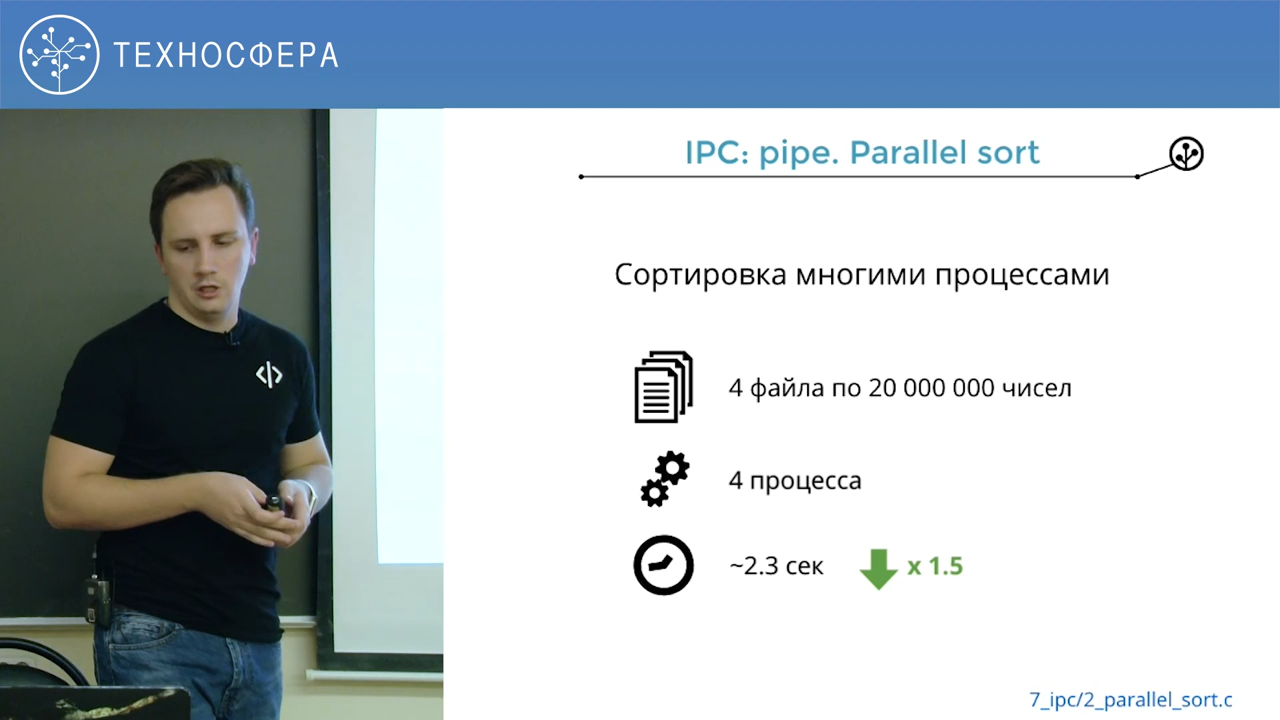 ТЕХНОСФЕРА
IPC: pipe. Parallel sort
Сортировка многими процессами
4 файла по 20 000 000 чисел
4 процесса
~2.3 сек x 1.5
7_ipc/2_parallel_sort.c